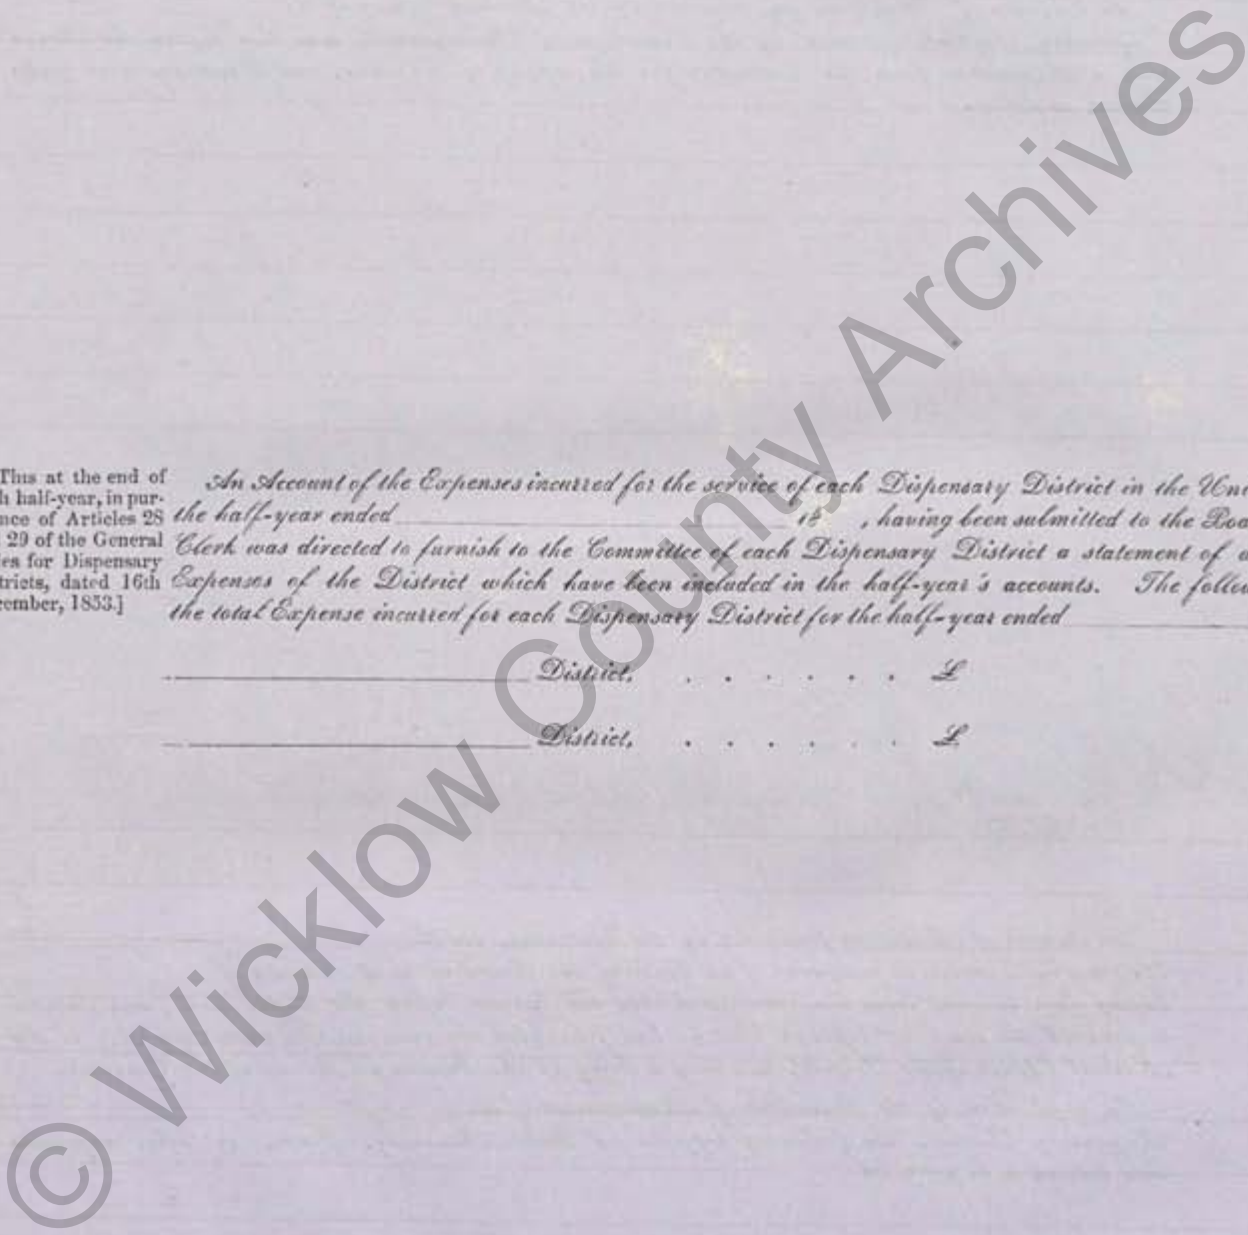 This at the end of
h half-year, in pur-
nce of Articles 28
29 of the General
es for Dispensary
tricts, dated 16th
cember, 1853.]
An Account of the Expenses incurred for the service of each Dispensary District in the Uni
the half-year ended 18 , having been submitted to the Boa
Clerk was directed to furnish to the Committee of each Dispensary District a statement of a
Expenses of the District which have been included in the half-year's accounts. The follow
the total Expense incurred for each Dispensary District for the half-year ended
District, . . . . . . £
District, . . . . . . £
© Wicklow County Archives